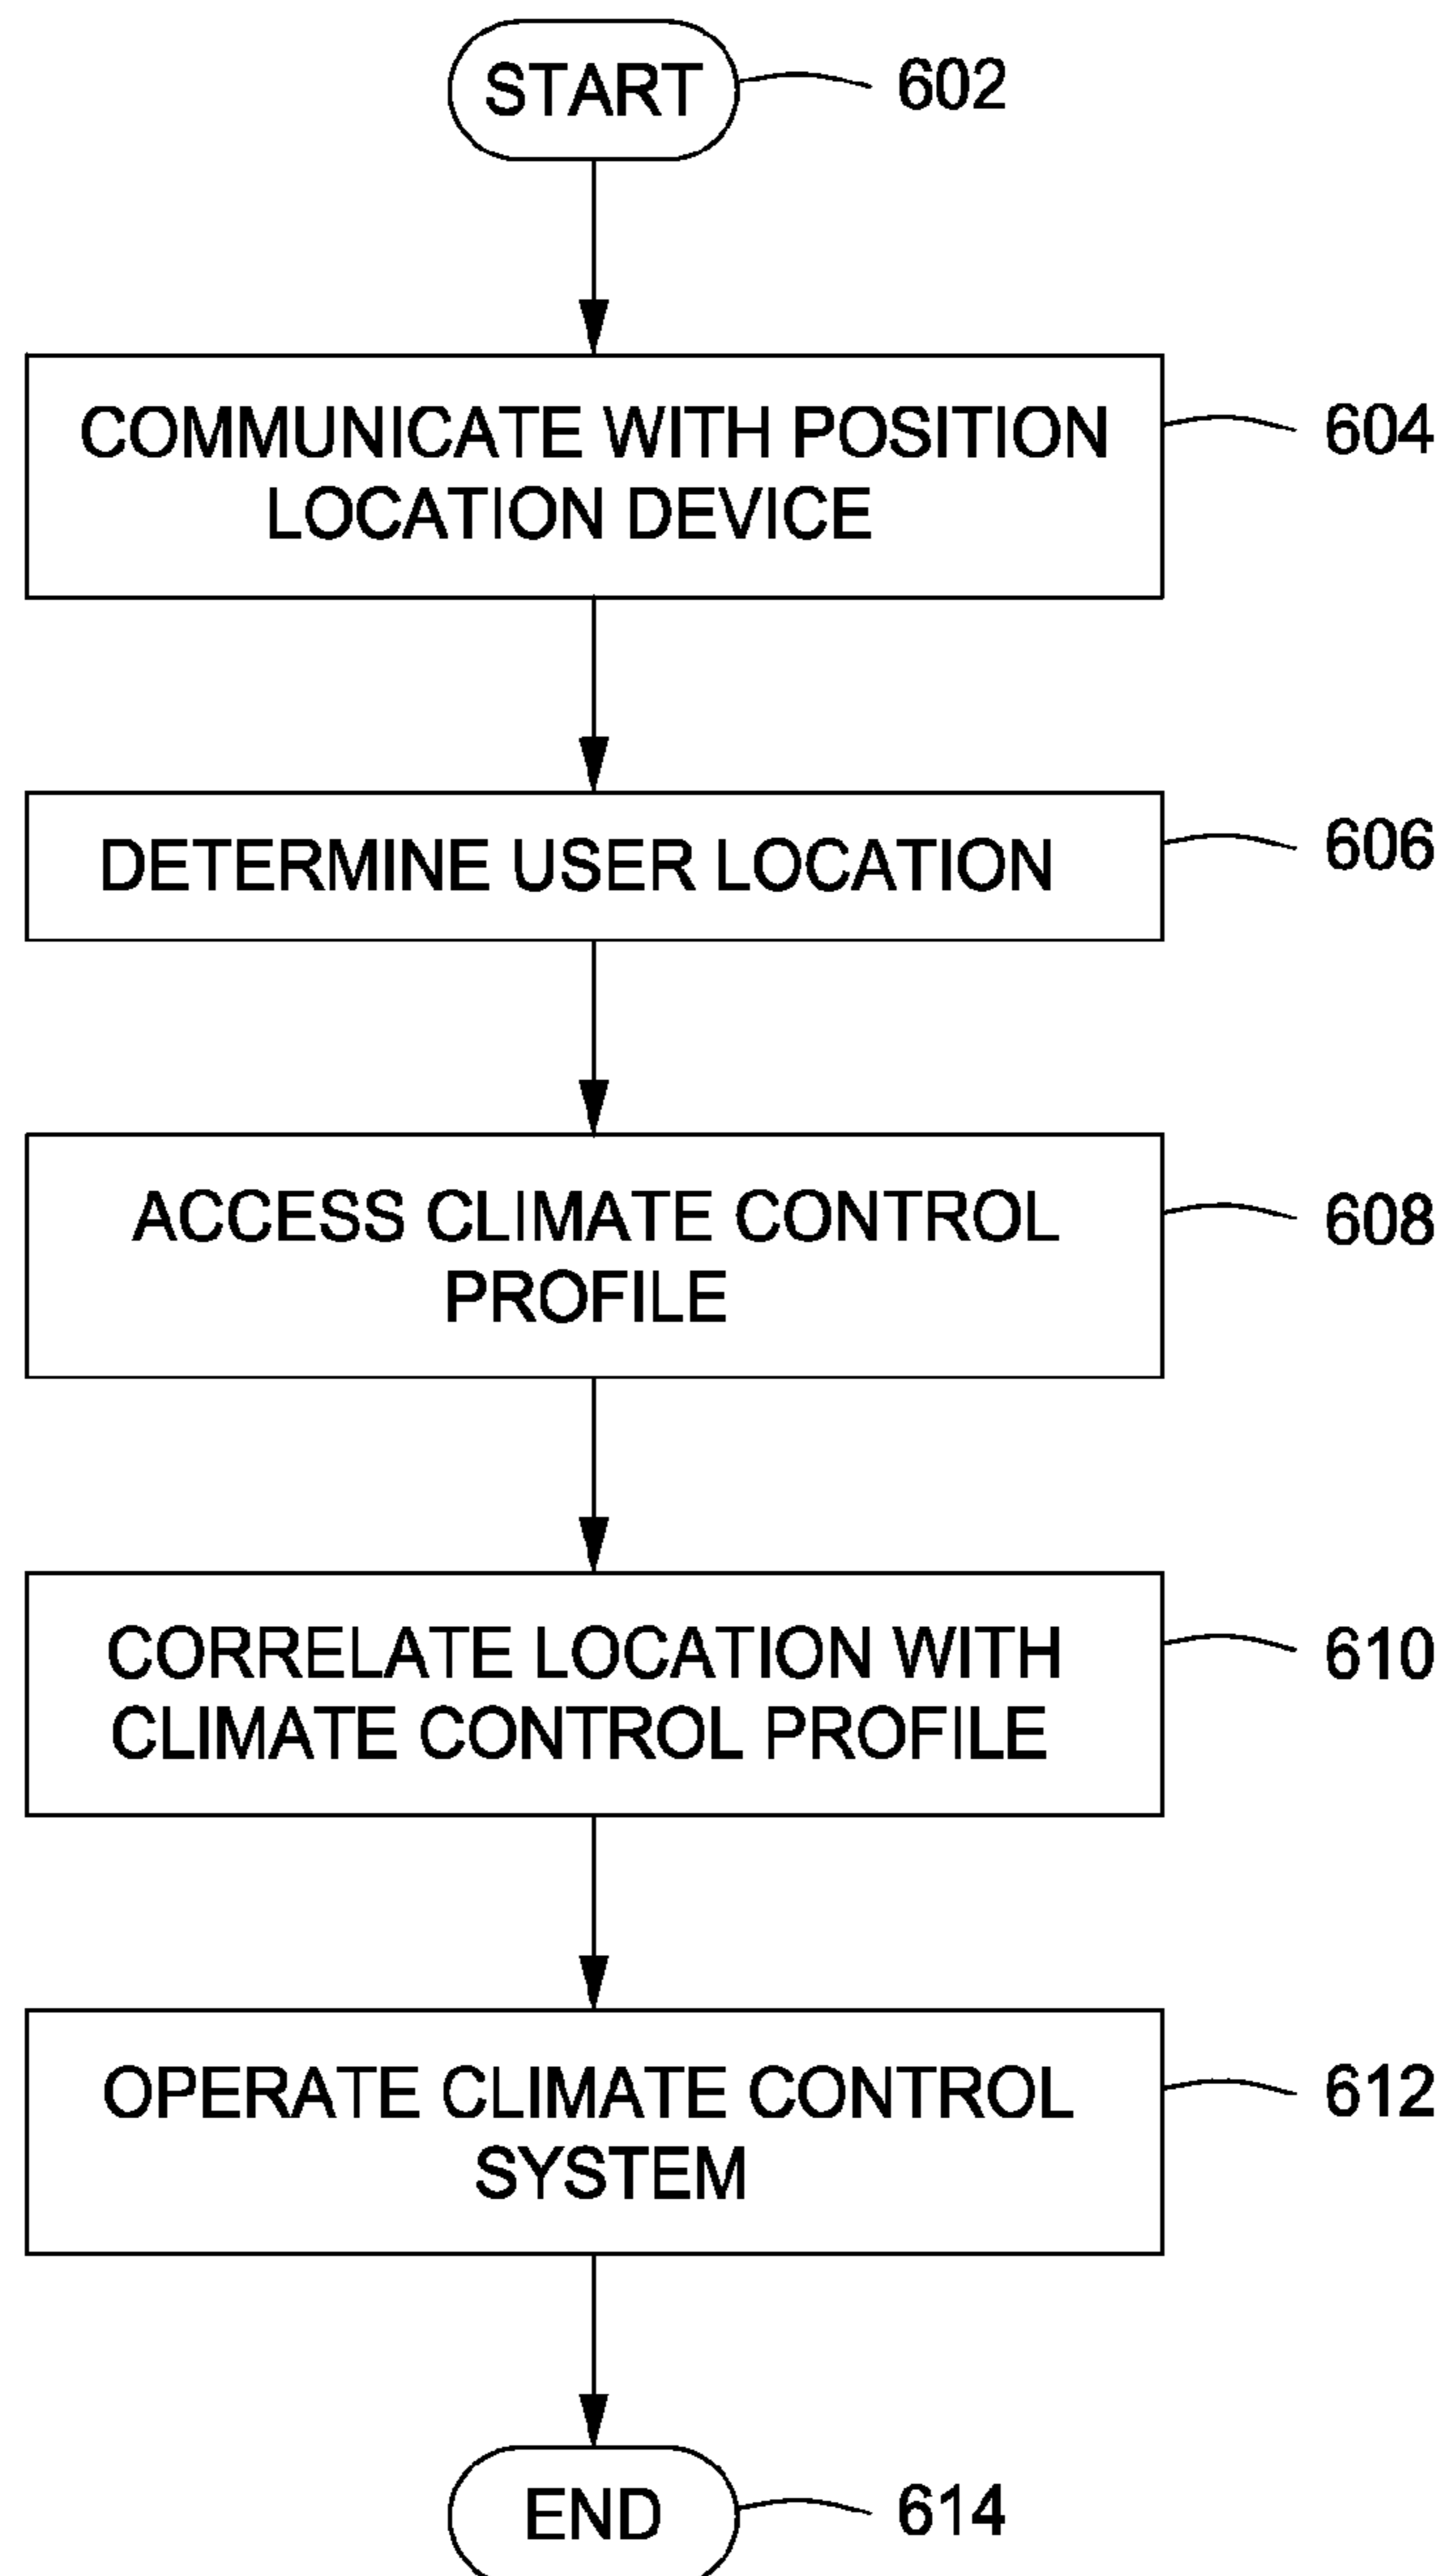 START
602
COMMUNICATE WITH POSITION
LOCATION DEVICE
604
DETERMINE USER LOCATION
606
ACCESS CLIMATE CONTROL
PROFILE
608
CORRELATE LOCATION WITH
CLIMATE CONTROL PROFILE
610
OPERATE CLIMATE CONTROL
SYSTEM
612
END
614